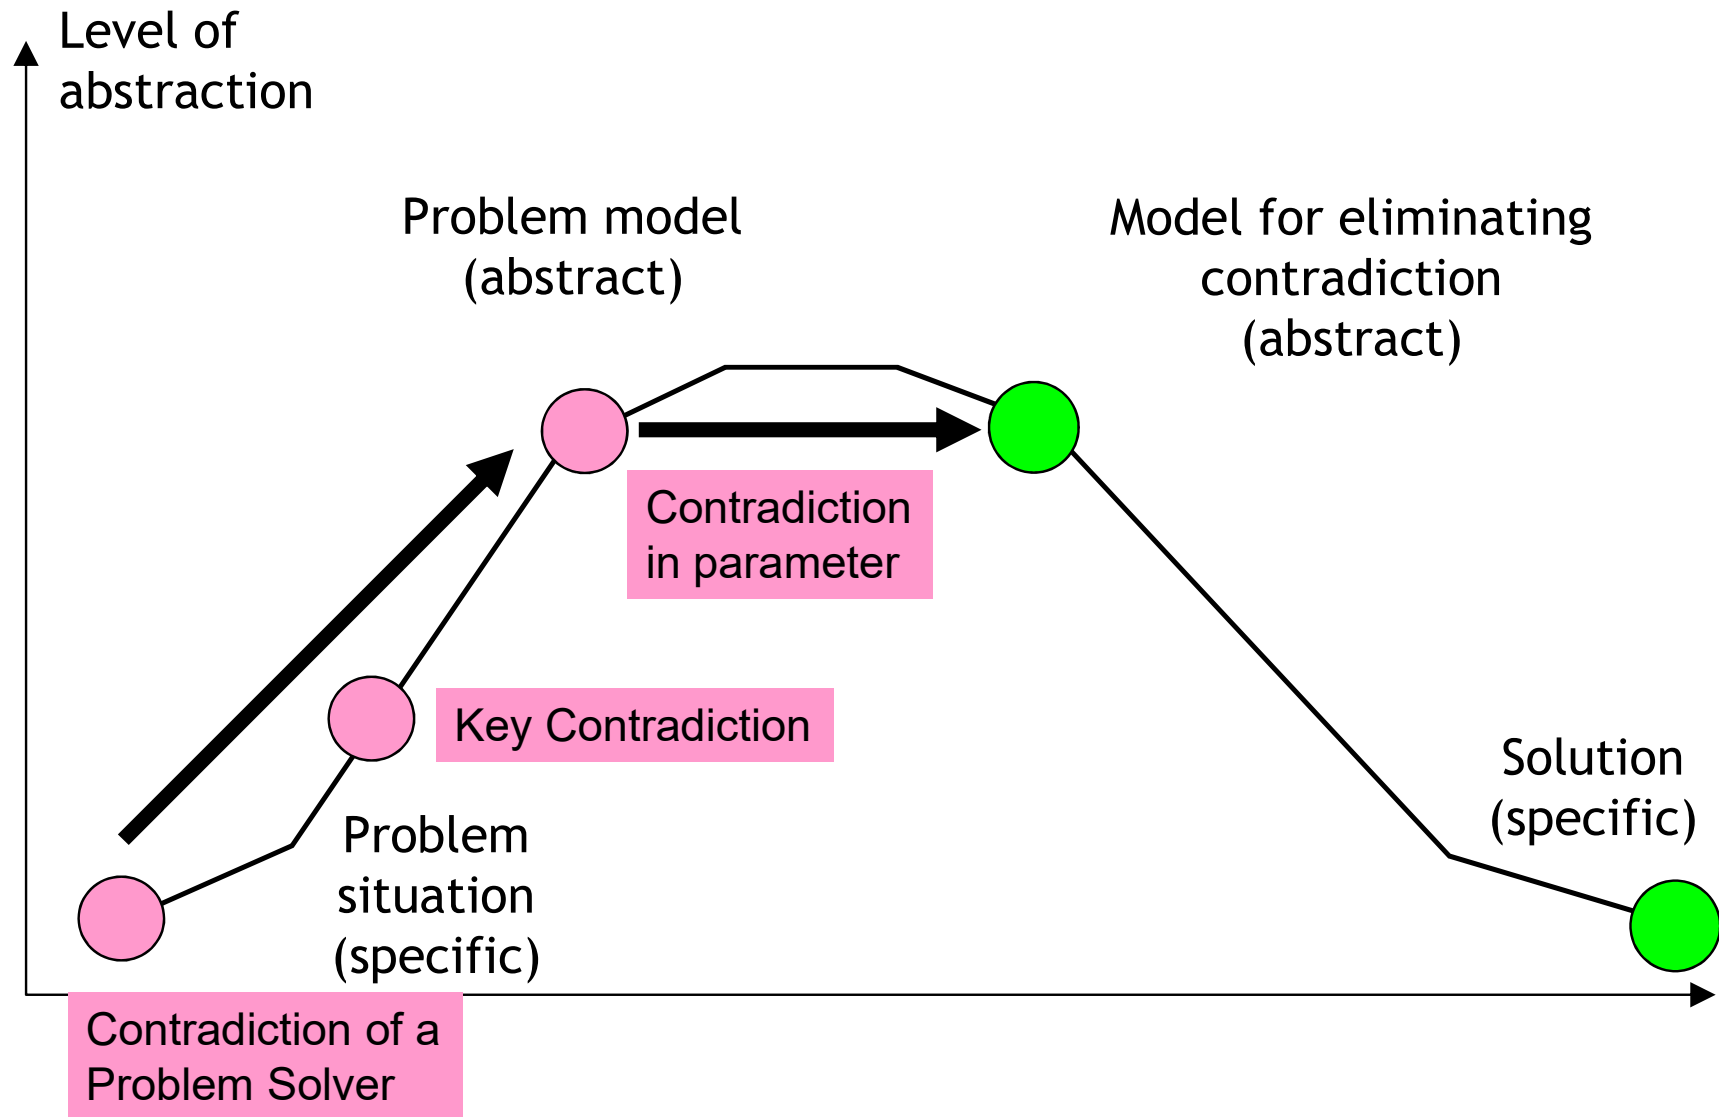 Level of
abstraction
Problem model
(abstract)
Model for eliminating
contradiction
(abstract)
Contradiction
in parameter
Key Contradiction
Problem
situation
(specific)
Solution
(specific)
Contradiction of a
Problem Solver